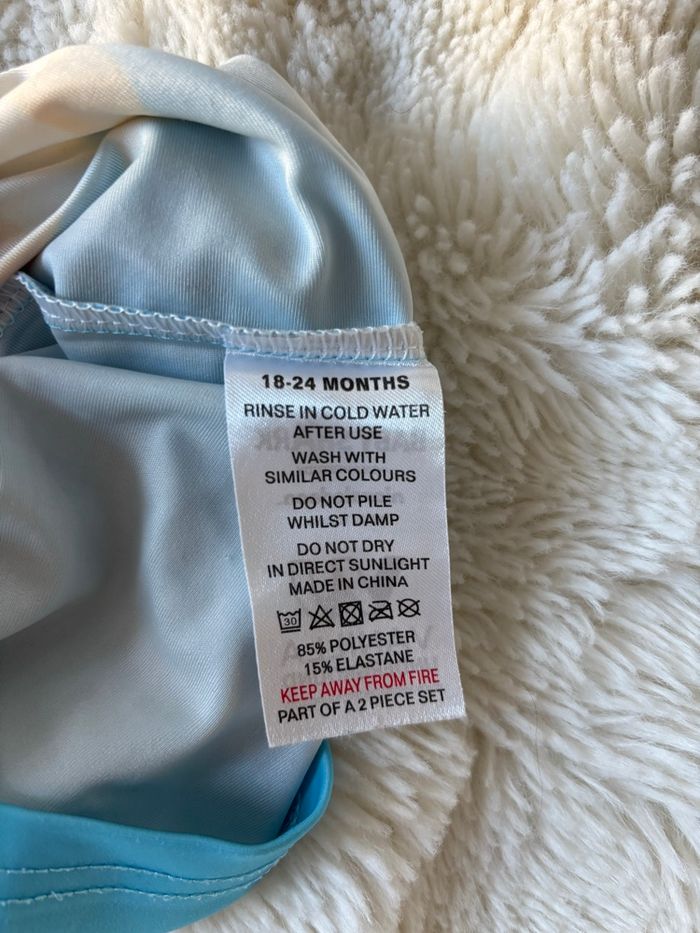 18-24 MONTHS
RINSE IN COLD WATER
AFTER USE
WASH WITH
SIMILAR COLOURS
DO NOT PILE
WHILST DAMP
DO NOT DRY
IN DIRECT SUNLIGHT
MADE IN CHINA
30
85% POLYESTER
15% ELASTANE
KEEP AWAY FROM FIRE
PART OF A 2 PIECE SET